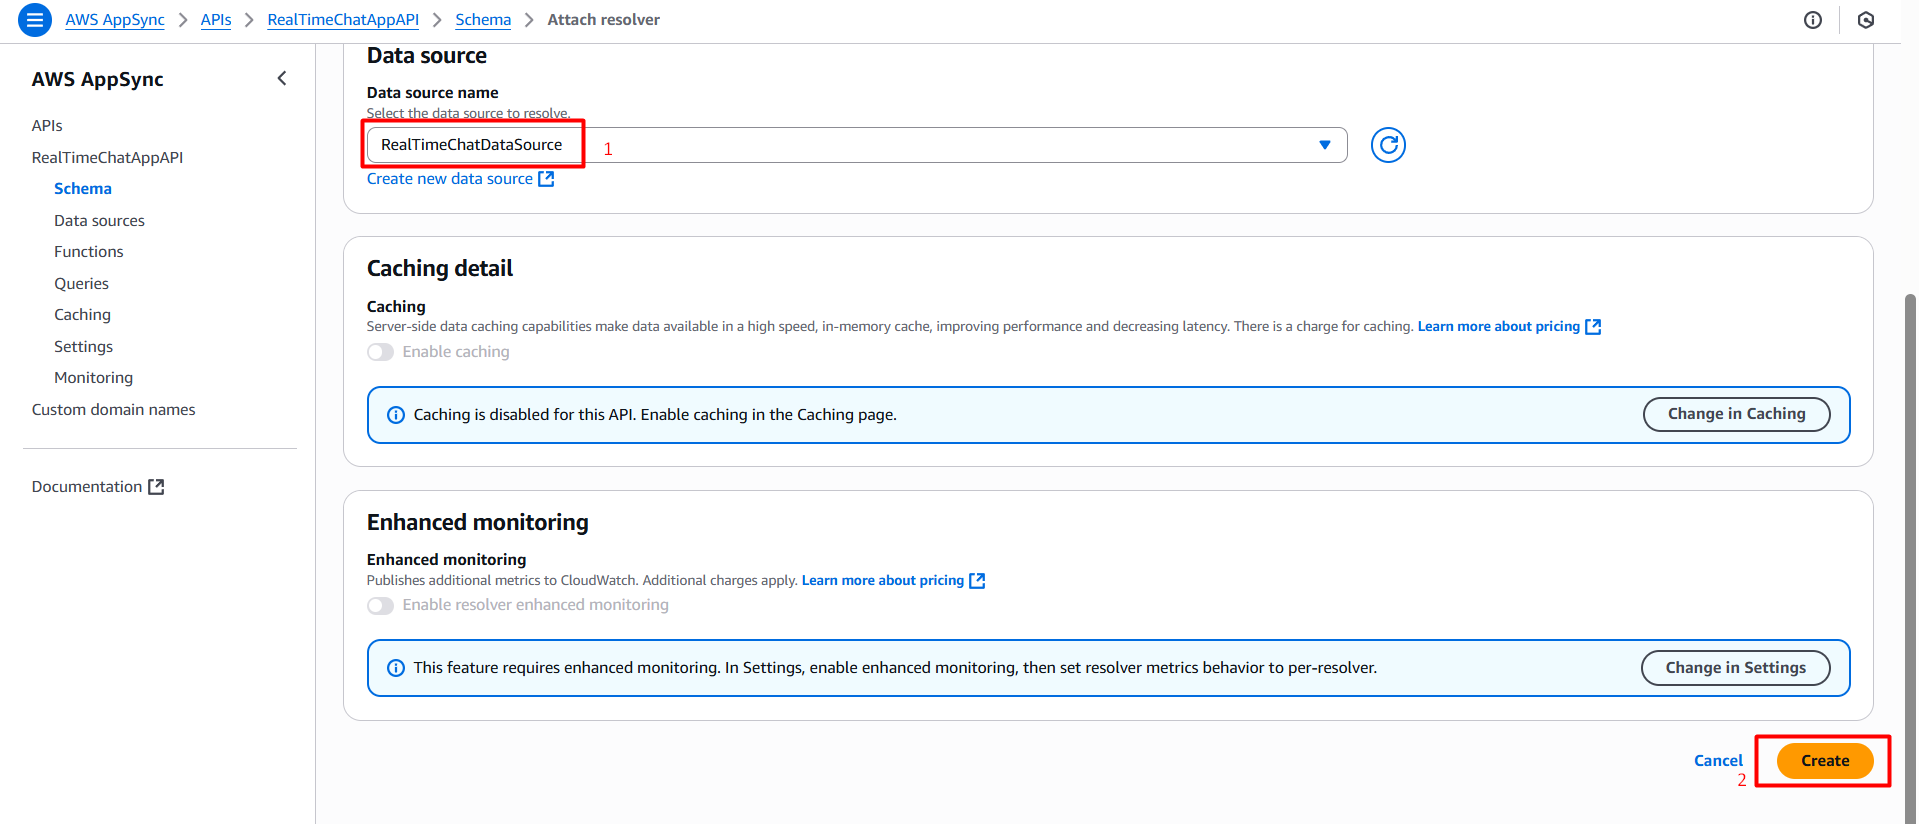 AWS AppSync > APIs > RealTimeChatAppAPI > Schema > Attach resolver
AWS AppSync
APIs
RealTimeChatAppAPI
Schema
Data sources
Functions
Queries
Caching
Settings
Monitoring
Custom domain names
Documentation
Data source
Data source name
Select the data source to resolve.
RealTimeChatDataSource
1
Create new data source
Caching detail
Caching
Server-side data caching capabilities make data available in a high speed, in-memory cache, improving performance and decreasing latency. There is a charge for caching. Learn more about pricing
Enable caching
Caching is disabled for this API. Enable caching in the Caching page.
Change in Caching
Enhanced monitoring
Enhanced monitoring
Publishes additional metrics to CloudWatch. Additional charges apply. Learn more about pricing
Enable resolver enhanced monitoring
This feature requires enhanced monitoring. In Settings, enable enhanced monitoring, then set resolver metrics behavior to per-resolver.
Change in Settings
Cancel
2
Create